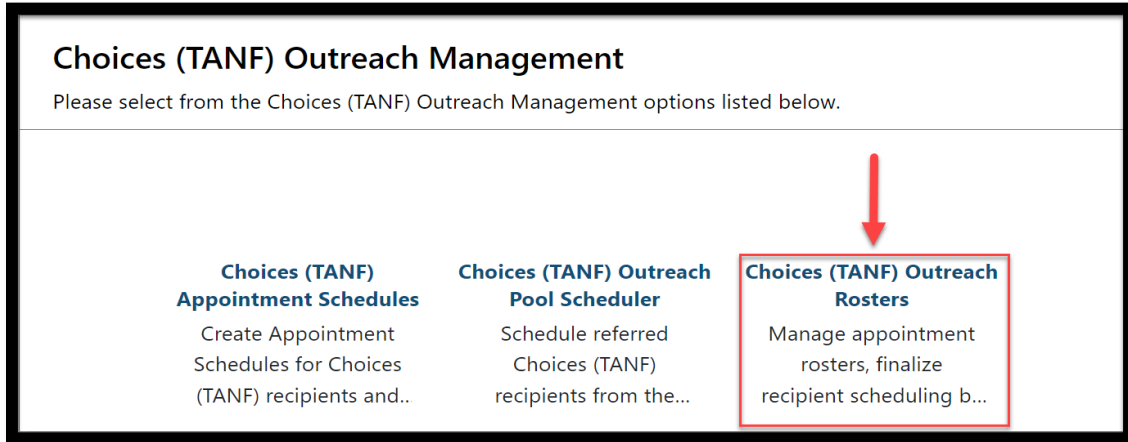 Choices (TANF) Outreach Management
Please select from the Choices (TANF) Outreach Management options listed below.
Choices (TANF)
Appointment Schedules
Create Appointment
Schedules for Choices
(TANF) recipients and...
Choices (TANF) Outreach
Pool Scheduler
Schedule referred
Choices (TANF)
recipients from the...
Choices (TANF) Outreach
Rosters
Manage appointment
rosters, finalize
recipient scheduling b...